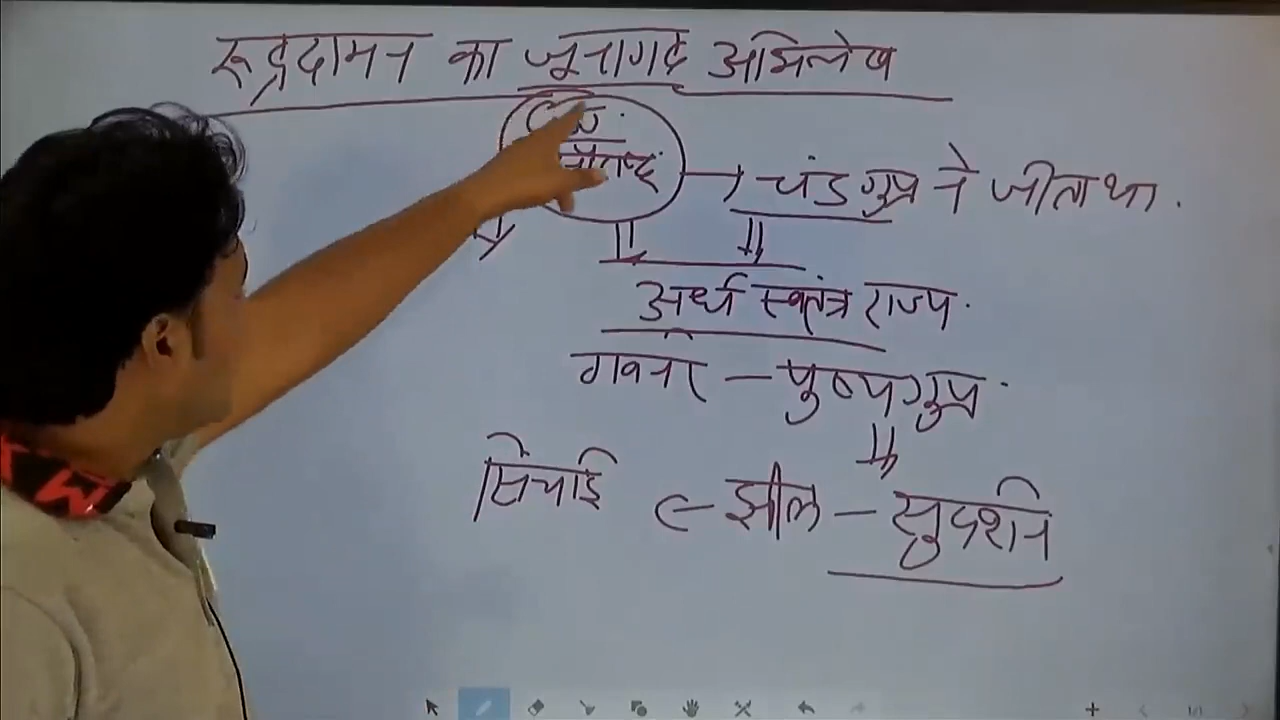 रूद्रदामन का जूनागढ़ अभिलेख
चंद्रगुप्त ने जीता था.
अर्ध स्वतंत्र राज्य.
गवर्नर - पुष्यगुप्त.
सिंचाई ← झील - सुदर्शन